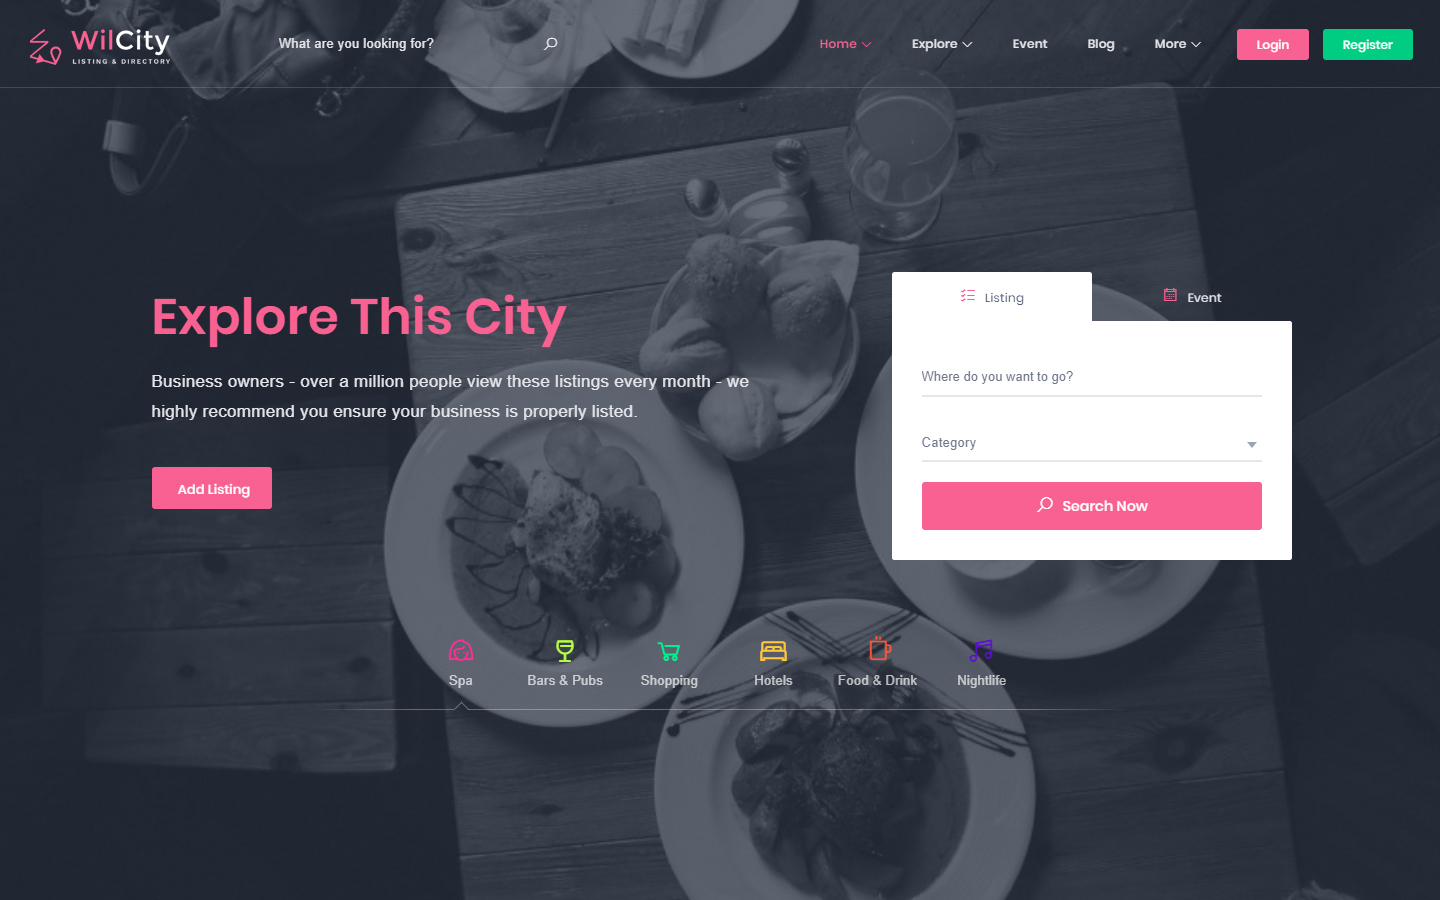 WilCity
LISTING & DIRECTORY
What are you looking for?
Home
Explore
Event
Blog
More
Login
Register
Explore This City
Business owners - over a million people view these listings every month - we
highly recommend you ensure your business is properly listed.
Add Listing
Listing
Event
Where do you want to go?
Category
Search Now
Spa
Bars & Pubs
Shopping
Hotels
Food & Drink
Nightlife